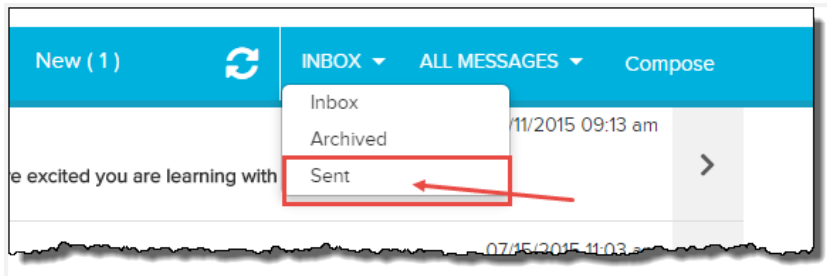 New ( 1 ) INBOX ALL MESSAGES Compose
Inbox
/11/2015 09:13 am
Archived
e excited you are learning with
Sent
07/15/2015 11:03